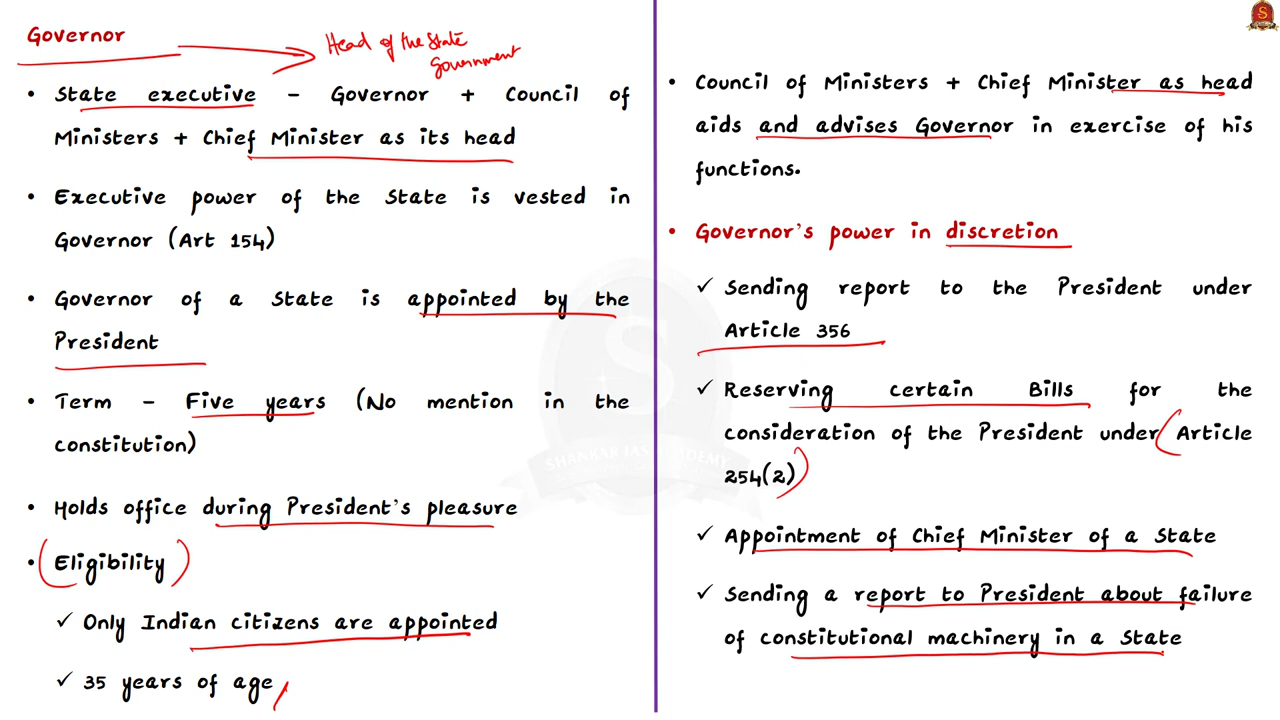 Governor
Head of the State
Government
• State executive – Governor + Council of
Ministers + Chief Minister as its head
• Executive power of the State is vested in
Governor (Art 154)
• Governor of a State is appointed by the
President
• Term – Five years (No mention in the
constitution)
• Holds office during President's pleasure
• Eligibility
✓ Only Indian citizens are appointed
✓ 35 years of age
• Council of Ministers + Chief Minister as head
aids and advises Governor in exercise of his
functions.
• Governor's power in discretion
✓ Sending report to the President under
Article 356
✓ Reserving certain Bills for the
consideration of the President under Article
254(2)
✓ Appointment of Chief Minister of a State
✓ Sending a report to President about failure
of constitutional machinery in a State
S
SHANKAR IAS ACADEMY